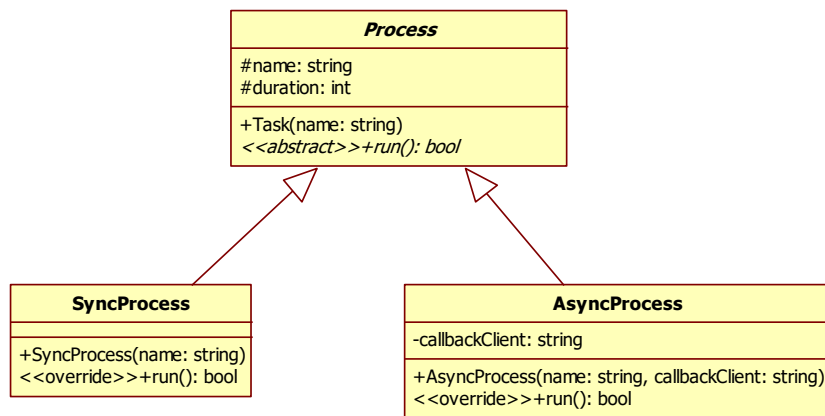 Process
#name: string
#duration: int
+Task(name: string)
<<abstract>>+run(): bool
SyncProcess
+SyncProcess(name: string)
<<override>>+run(): bool
AsyncProcess
-callbackClient: string
+AsyncProcess(name: string, callbackClient: string)
<<override>>+run(): bool